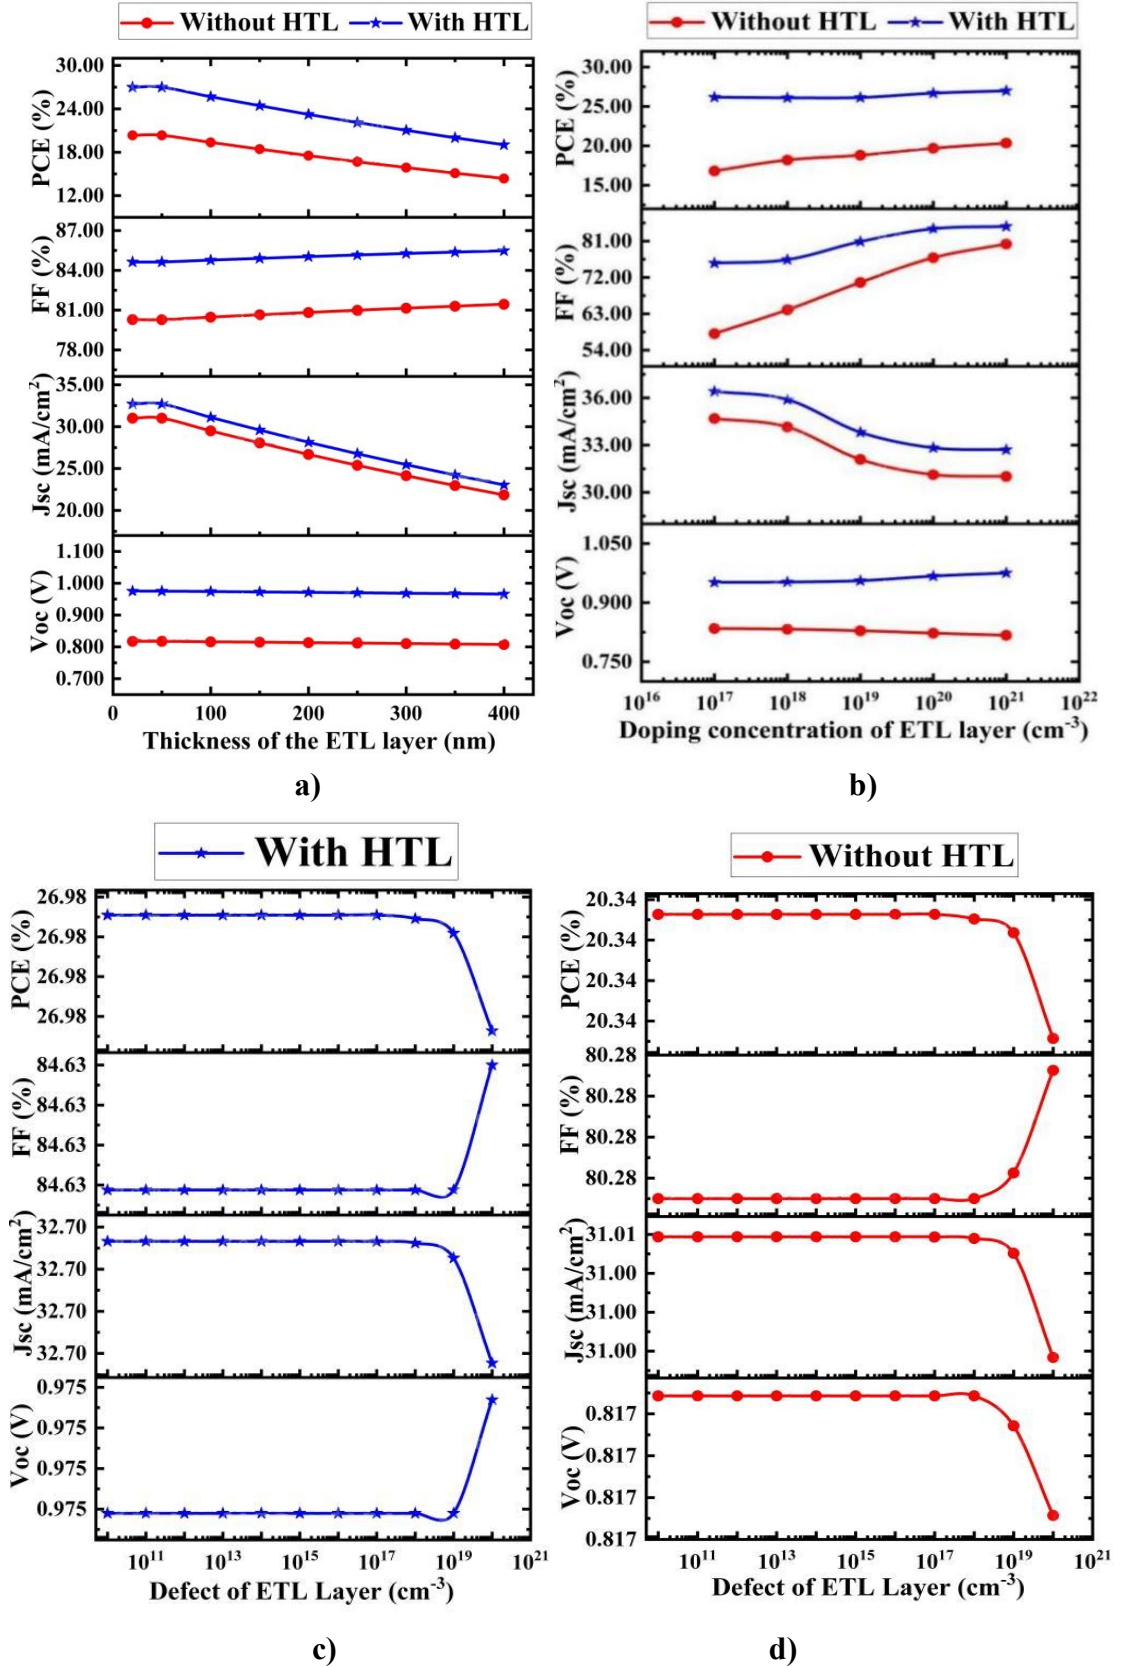 Without HTL With HTL
30.00
24.00
18.00
12.00
PCE (%)
87.00
84.00
81.00
78.00
FF (%)
35.00
30.00
25.00
20.00
Jsc (mA/cm²)
1.100
1.000
0.900
0.800
0.700
Voc (V)
0 100 200 300 400
Thickness of the ETL layer (nm)
a)
Without HTL With HTL
30.00
25.00
20.00
15.00
PCE (%)
81.00
72.00
63.00
54.00
FF (%)
36.00
33.00
30.00
Jsc (mA/cm²)
1.050
0.900
0.750
Voc (V)
10¹⁶ 10¹⁷ 10¹⁸ 10¹⁹ 10²⁰ 10²¹ 10²²
Doping concentration of ETL layer (cm⁻³)
b)
With HTL
26.98
26.98
26.98
26.98
PCE (%)
84.63
84.63
84.63
84.63
FF (%)
32.70
32.70
32.70
32.70
Jsc (mA/cm²)
0.975
0.975
0.975
0.975
Voc (V)
10¹¹ 10¹³ 10¹⁵ 10¹⁷ 10¹⁹ 10²¹
Defect of ETL Layer (cm⁻³)
c)
Without HTL
20.34
20.34
20.34
20.34
PCE (%)
80.28
80.28
80.28
80.28
FF (%)
31.01
31.00
31.00
31.00
Jsc (mA/cm²)
0.817
0.817
0.817
0.817
Voc (V)
10¹¹ 10¹³ 10¹⁵ 10¹⁷ 10¹⁹ 10²¹
Defect of ETL Layer (cm⁻³)
d)